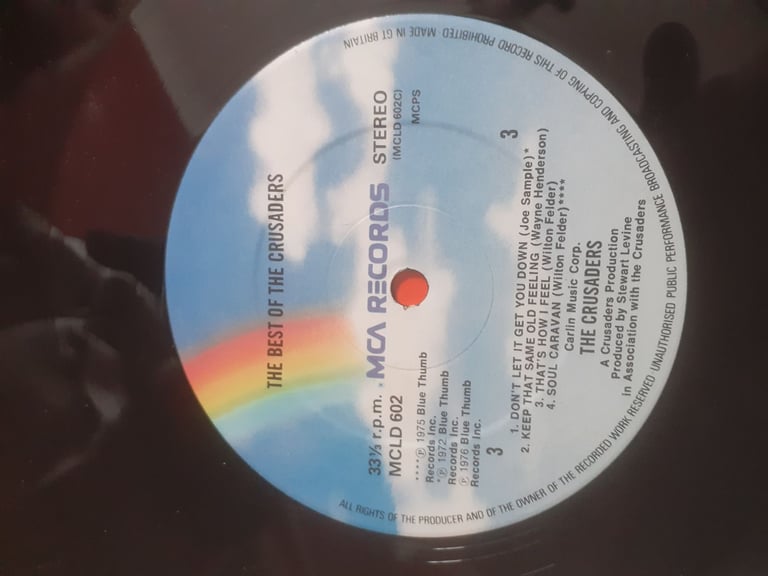 THE BEST OF THE CRUSADERS
33⅓ r.p.m. · MCA RECORDS STEREO
MCLD 602 (MCLD 602C)
MCPS
****Ⓟ 1975 Blue Thumb
Records Inc.
*Ⓟ 1972 Blue Thumb
Records Inc.
Ⓟ 1976 Blue Thumb
Records Inc.
3 3
1. DON'T LET IT GET YOU DOWN (Joe Sample)*
2. KEEP THAT SAME OLD FEELING (Wayne Henderson)
3. THAT'S HOW I FEEL (Wilton Felder)
4. SOUL CARAVAN (Wilton Felder)****
Carlin Music Corp.
THE CRUSADERS
A Crusaders Production
Produced by Stewart Levine
in Association with the Crusaders
ALL RIGHTS OF THE PRODUCER AND OF THE OWNER OF THE RECORDED WORK RESERVED UNAUTHORISED PUBLIC PERFORMANCE BROADCASTING AND COPYING OF THIS RECORD PROHIBITED MADE IN GT BRITAIN